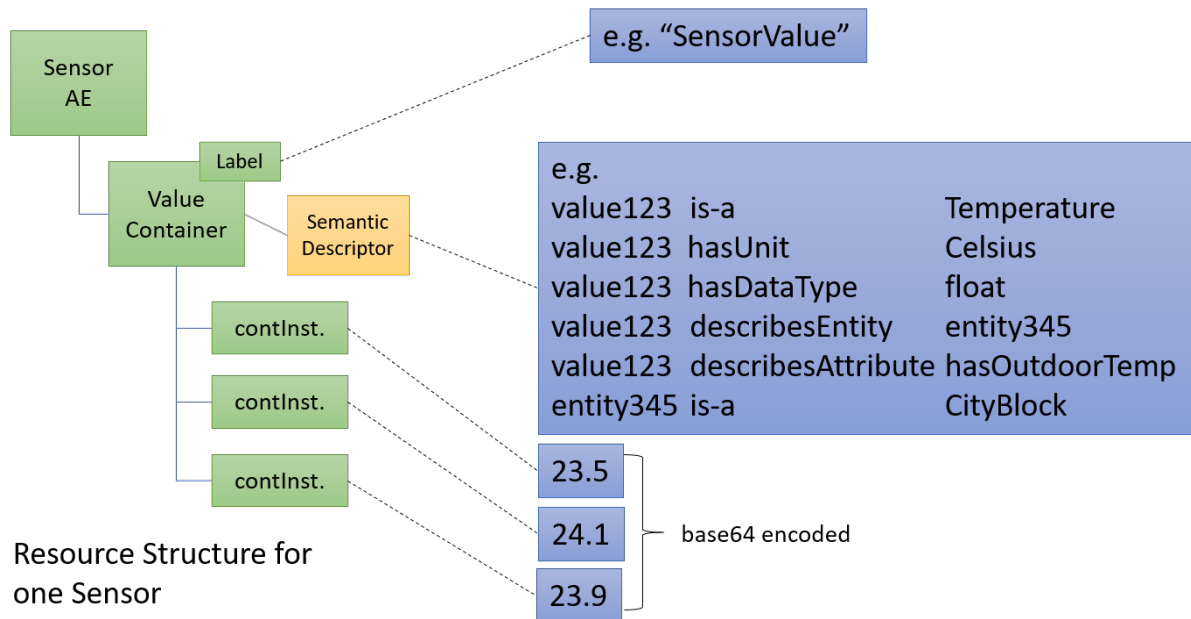 e.g. “SensorValue”
Sensor
AE
Label
Value
Container
Semantic
Descriptor
e.g.
value123 is-a Temperature
value123 hasUnit Celsius
value123 hasDataType float
value123 describesEntity entity345
value123 describesAttribute hasOutdoorTemp
entity345 is-a CityBlock
contInst.
contInst.
contInst.
23.5
24.1
23.9
base64 encoded
Resource Structure for
one Sensor